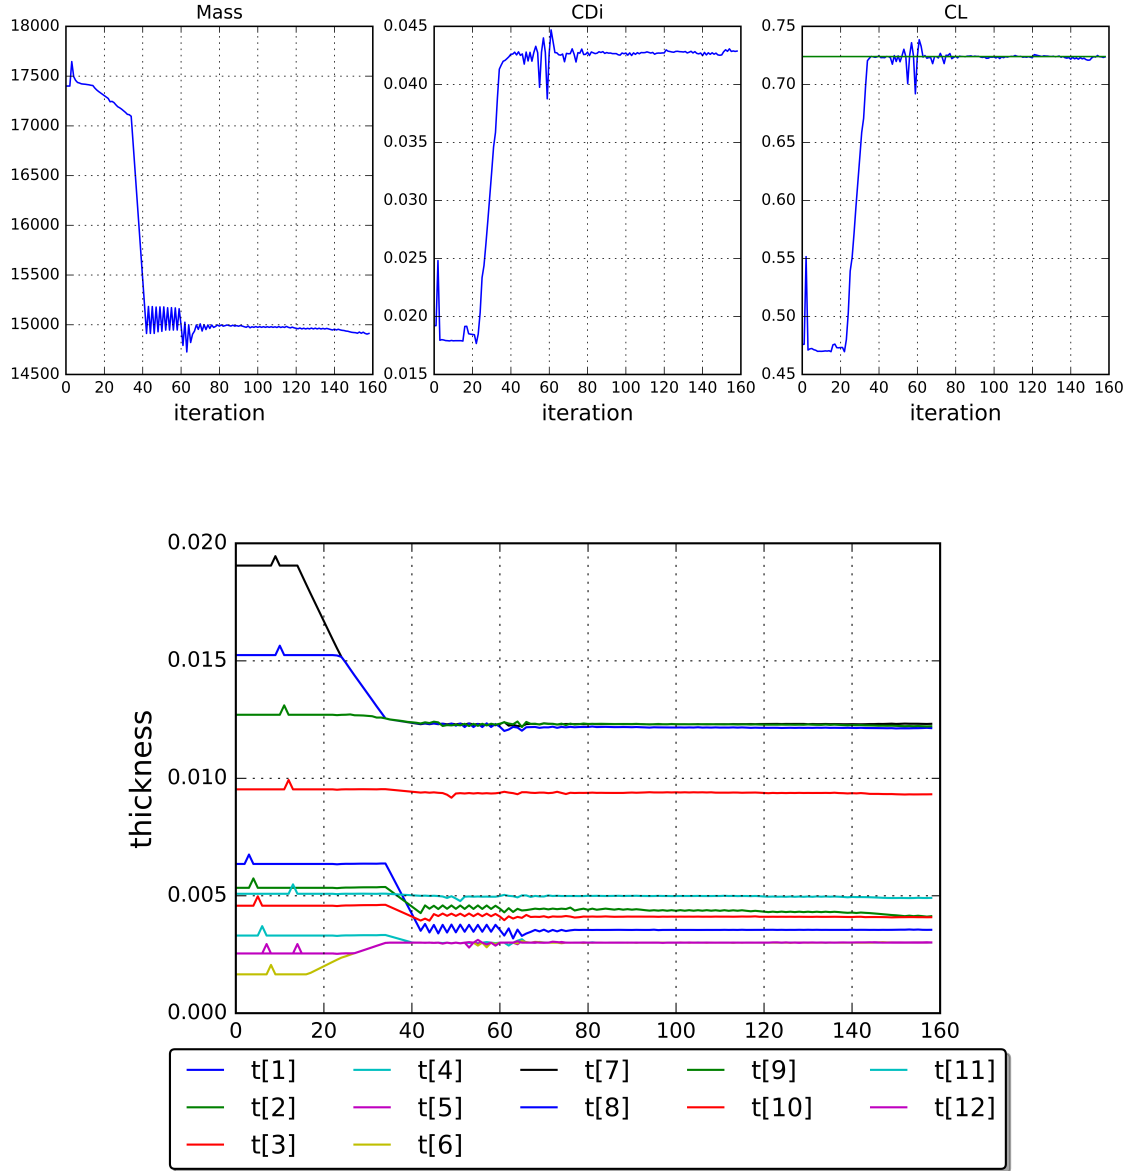 Mass CDi CL
18000 0.045 0.75
17500 0.040 0.70
17000 0.035 0.65
16500 0.030 0.60
16000 0.025 0.55
15500 0.020 0.50
15000 0.015 0.45
14500
0 20 40 60 80 100 120 140 160 0 20 40 60 80 100 120 140 160 0 20 40 60 80 100 120 140 160
iteration iteration iteration
0.020
0.015
0.010
0.005
0.000
thickness
0 20 40 60 80 100 120 140 160
t[1] t[4] t[7] t[9] t[11]
t[2] t[5] t[8] t[10] t[12]
t[3] t[6]